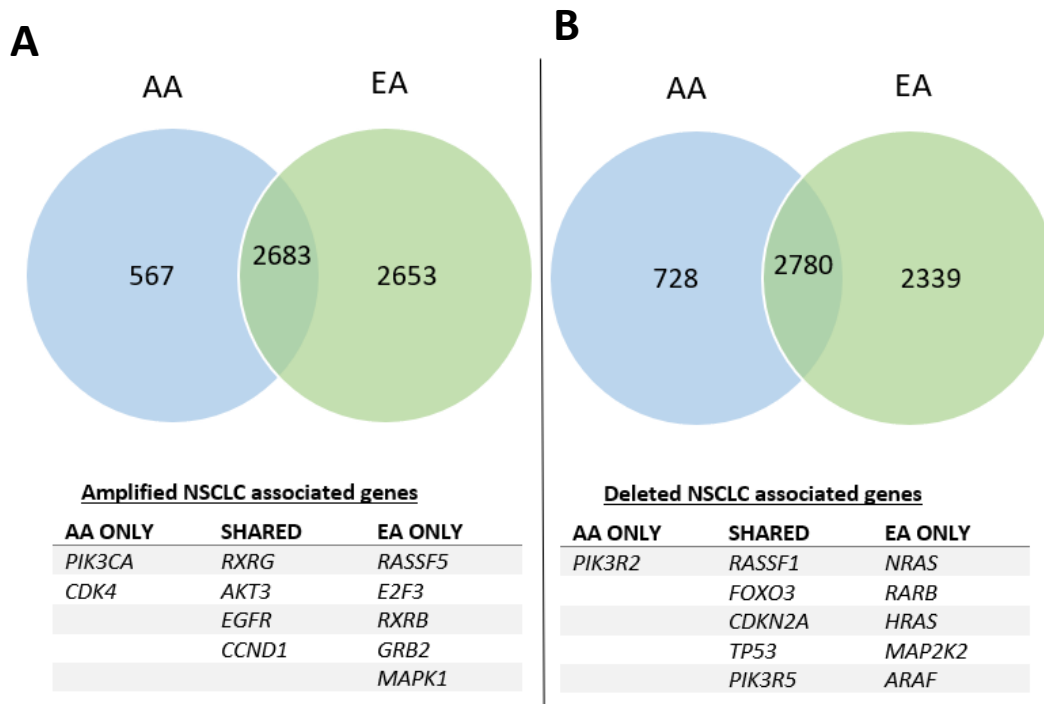 A
AA EA
567 2683 2653
Amplified NSCLC associated genes
AA ONLY SHARED EA ONLY
PIK3CA RXRG RASSF5
CDK4 AKT3 E2F3
EGFR RXRB
CCND1 GRB2
MAPK1
B
AA EA
728 2780 2339
Deleted NSCLC associated genes
AA ONLY SHARED EA ONLY
PIK3R2 RASSF1 NRAS
FOXO3 RARB
CDKN2A HRAS
TP53 MAP2K2
PIK3R5 ARAF